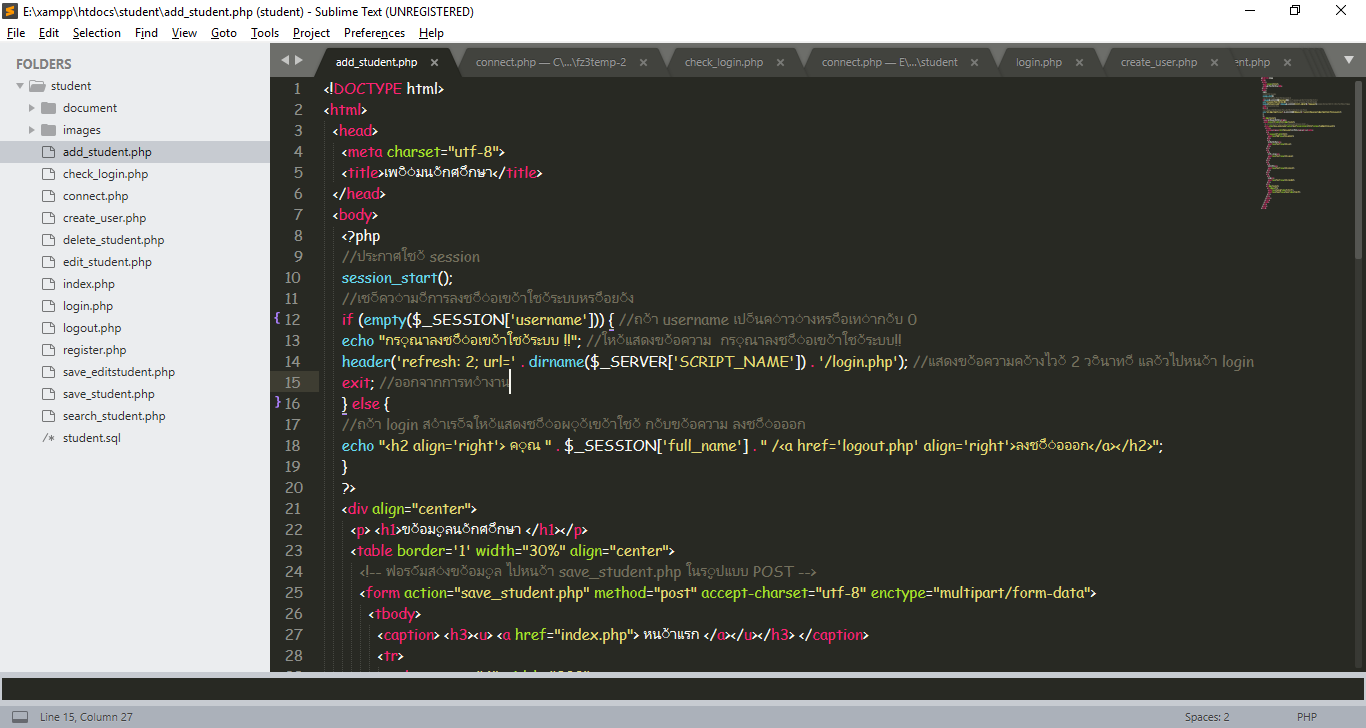 E:\xampp\htdocs\student\add_student.php (student) - Sublime Text (UNREGISTERED)
File Edit Selection Find View Goto Tools Project Preferences Help
FOLDERS
student
document
images
add_student.php
check_login.php
connect.php
create_user.php
delete_student.php
edit_student.php
index.php
login.php
logout.php
register.php
save_editstudent.php
save_student.php
search_student.php
/* student.sql
add_student.php × connect.php — C\...\fz3temp-2 × check_login.php × connect.php — E\...\student × login.php × create_user.php × ent.php ×
1 <!DOCTYPE html>
2 <html>
3 <head>
4 <meta charset="utf-8">
5 <title>เพิ่มนักศึกษา</title>
6 </head>
7 <body>
8 <?php
9 //ประกาศใช้ session
10 session_start();
11 //เช็คว่ามีการลงชื่อเข้าใช้ระบบหรือยัง
{ 12 if (empty($_SESSION['username'])) { //ถ้า username เป็นค่าว่างหรือเท่ากับ 0
13 echo "กรุณาลงชื่อเข้าใช้ระบบ !!"; //ให้แสดงข้อความ กรุณาลงชื่อเข้าใช้ระบบ!!
14 header('refresh: 2; url=' . dirname($_SERVER['SCRIPT_NAME']) . '/login.php'); //แสดงข้อความค้างไว้ 2 วินาที แล้วไปหน้า login
15 exit; //ออกจากการทำงาน
} 16 } else {
17 //ถ้า login สำเร็จให้แสดงชื่อผู้เข้าใช้ กับข้อความ ลงชื่อออก
18 echo "<h2 align='right'> คุณ " . $_SESSION['full_name'] . " /<a href='logout.php' align='right'>ลงชื่อออก</a></h2>";
19 }
20 ?>
21 <div align="center">
22 <p> <h1>ข้อมูลนักศึกษา </h1></p>
23 <table border='1' width="30%" align="center">
24 <!-- ฟอร์มส่งข้อมูล ไปหน้า save_student.php ในรูปแบบ POST -->
25 <form action="save_student.php" method="post" accept-charset="utf-8" enctype="multipart/form-data">
26 <tbody>
27 <caption> <h3><u> <a href="index.php"> หน้าแรก </a></u></h3> </caption>
28 <tr>
Line 15, Column 27 Spaces: 2 PHP